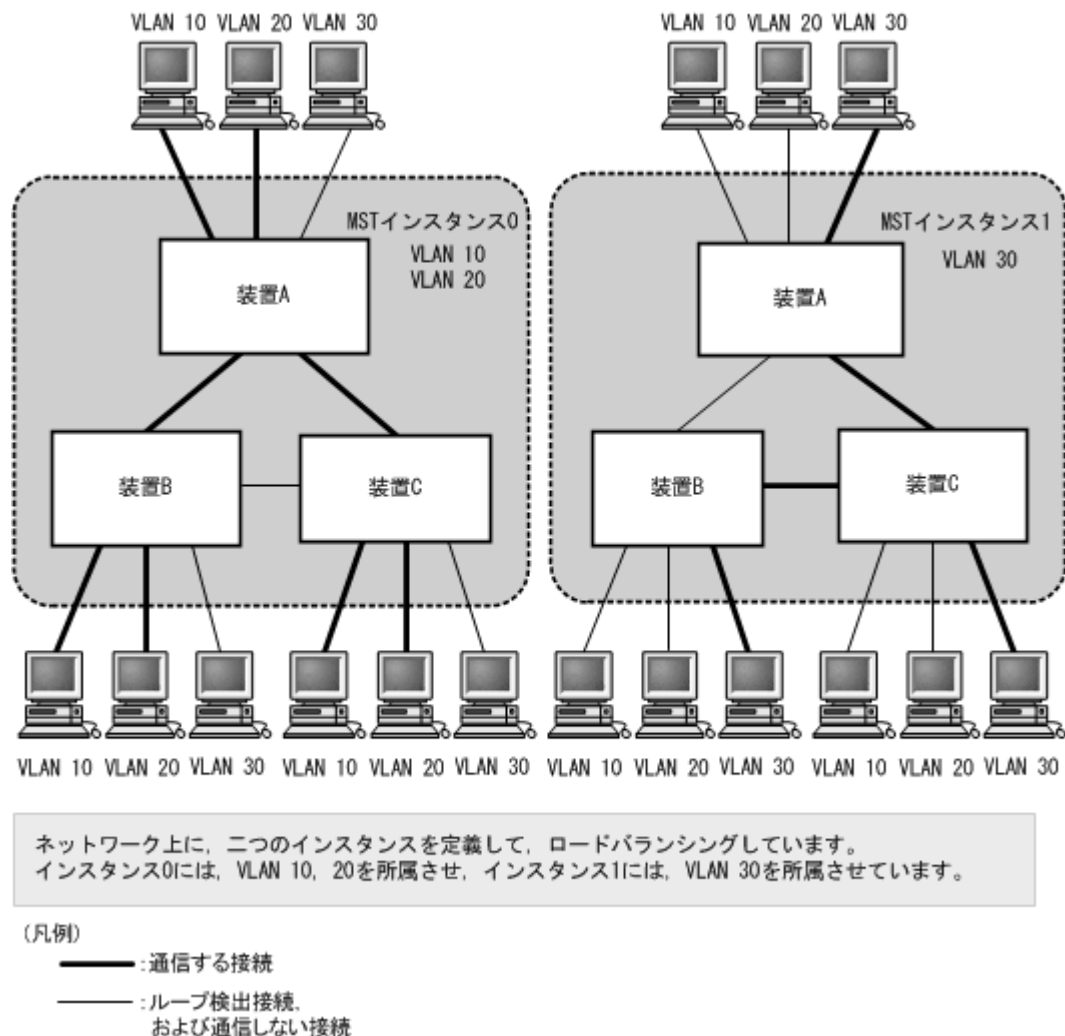 VLAN 10 VLAN 20 VLAN 30
MSTインスタンス0
VLAN 10
VLAN 20
装置A
装置B
装置C
VLAN 10 VLAN 20 VLAN 30 VLAN 10 VLAN 20 VLAN 30
VLAN 10 VLAN 20 VLAN 30
MSTインスタンス1
VLAN 30
装置A
装置B
装置C
VLAN 10 VLAN 20 VLAN 30 VLAN 10 VLAN 20 VLAN 30
ネットワーク上に，二つのインスタンスを定義して，ロードバランシングしています。
インスタンス0には，VLAN 10，20を所属させ，インスタンス1には，VLAN 30を所属させています。
(凡例)
:通信する接続
:ループ検出接続，
および通信しない接続